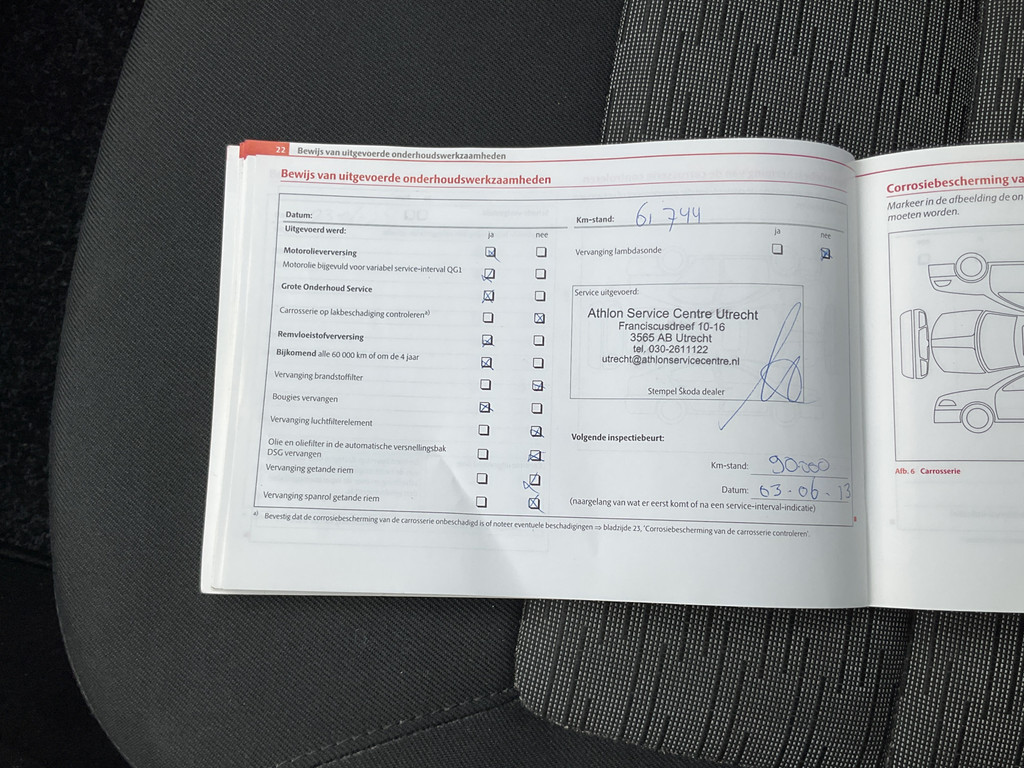 22 Bewijs van uitgevoerde onderhoudswerkzaamheden
Bewijs van uitgevoerde onderhoudswerkzaamheden
Datum:
Uitgevoerd werd:
ja nee
Motorolieverversing
Motorolie bijgevuld voor variabel service-interval QG1
Grote Onderhoud Service
Carrosserie op lakbeschadiging controleren a)
Remvloeistofverversing
Bijkomend alle 60 000 km of om de 4 jaar
Vervanging brandstoffilter
Bougies vervangen
Vervanging luchtfilterelement
Olie en oliefilter in de automatische versnellingsbak
DSG vervangen
Vervanging getande riem
Vervanging spanrol getande riem
Km-stand: 61 744
ja nee
Vervanging lambdasonde
Service uitgevoerd:
Athlon Service Centre Utrecht
Franciscusdreef 10-16
3565 AB Utrecht
tel. 030-2611122
utrecht@athlonservicecentre.nl
Stempel Škoda dealer
Volgende inspectiebeurt:
Km-stand: 90.000
Datum: 03-06-13
(naargelang van wat er eerst komt of na een service-interval-indicatie)
a) Bevestig dat de corrosiebescherming van de carrosserie onbeschadigd is of noteer eventuele beschadigingen ⇒ bladzijde 23, 'Corrosiebescherming van de carrosserie controleren'.
Corrosiebescherming va
Markeer in de afbeelding de on
moeten worden.
Afb. 6 Carrosserie